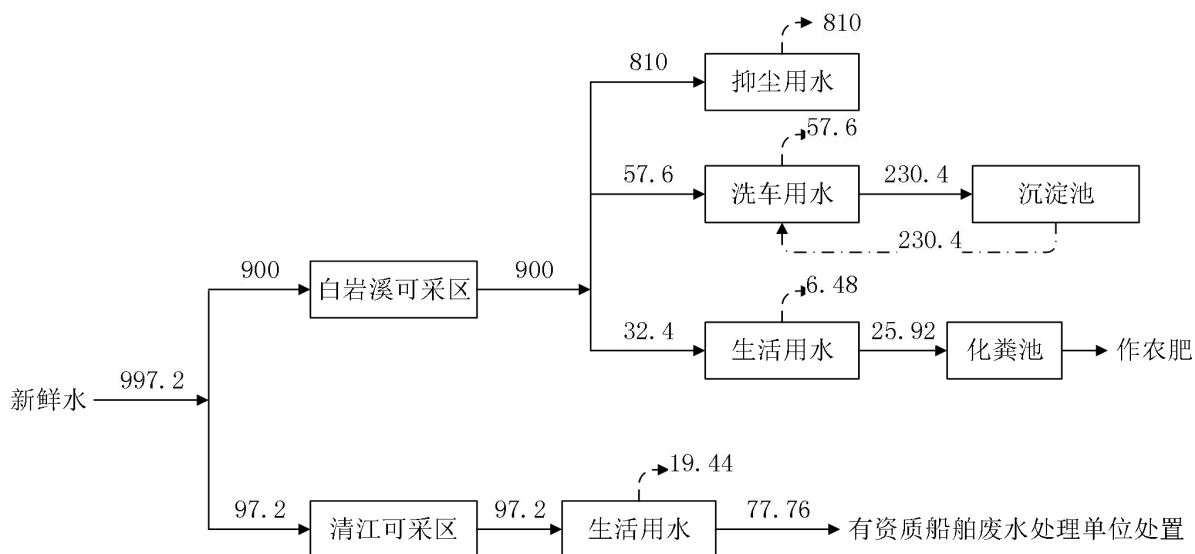 810
810
抑尘用水
57.6
57.6
洗车用水
230.4
沉淀池
230.4
900
白岩溪可采区
900
6.48
32.4
生活用水
25.92
化粪池
作农肥
新鲜水
997.2
19.44
97.2
清江可采区
97.2
生活用水
77.76
有资质船舶废水处理单位处置